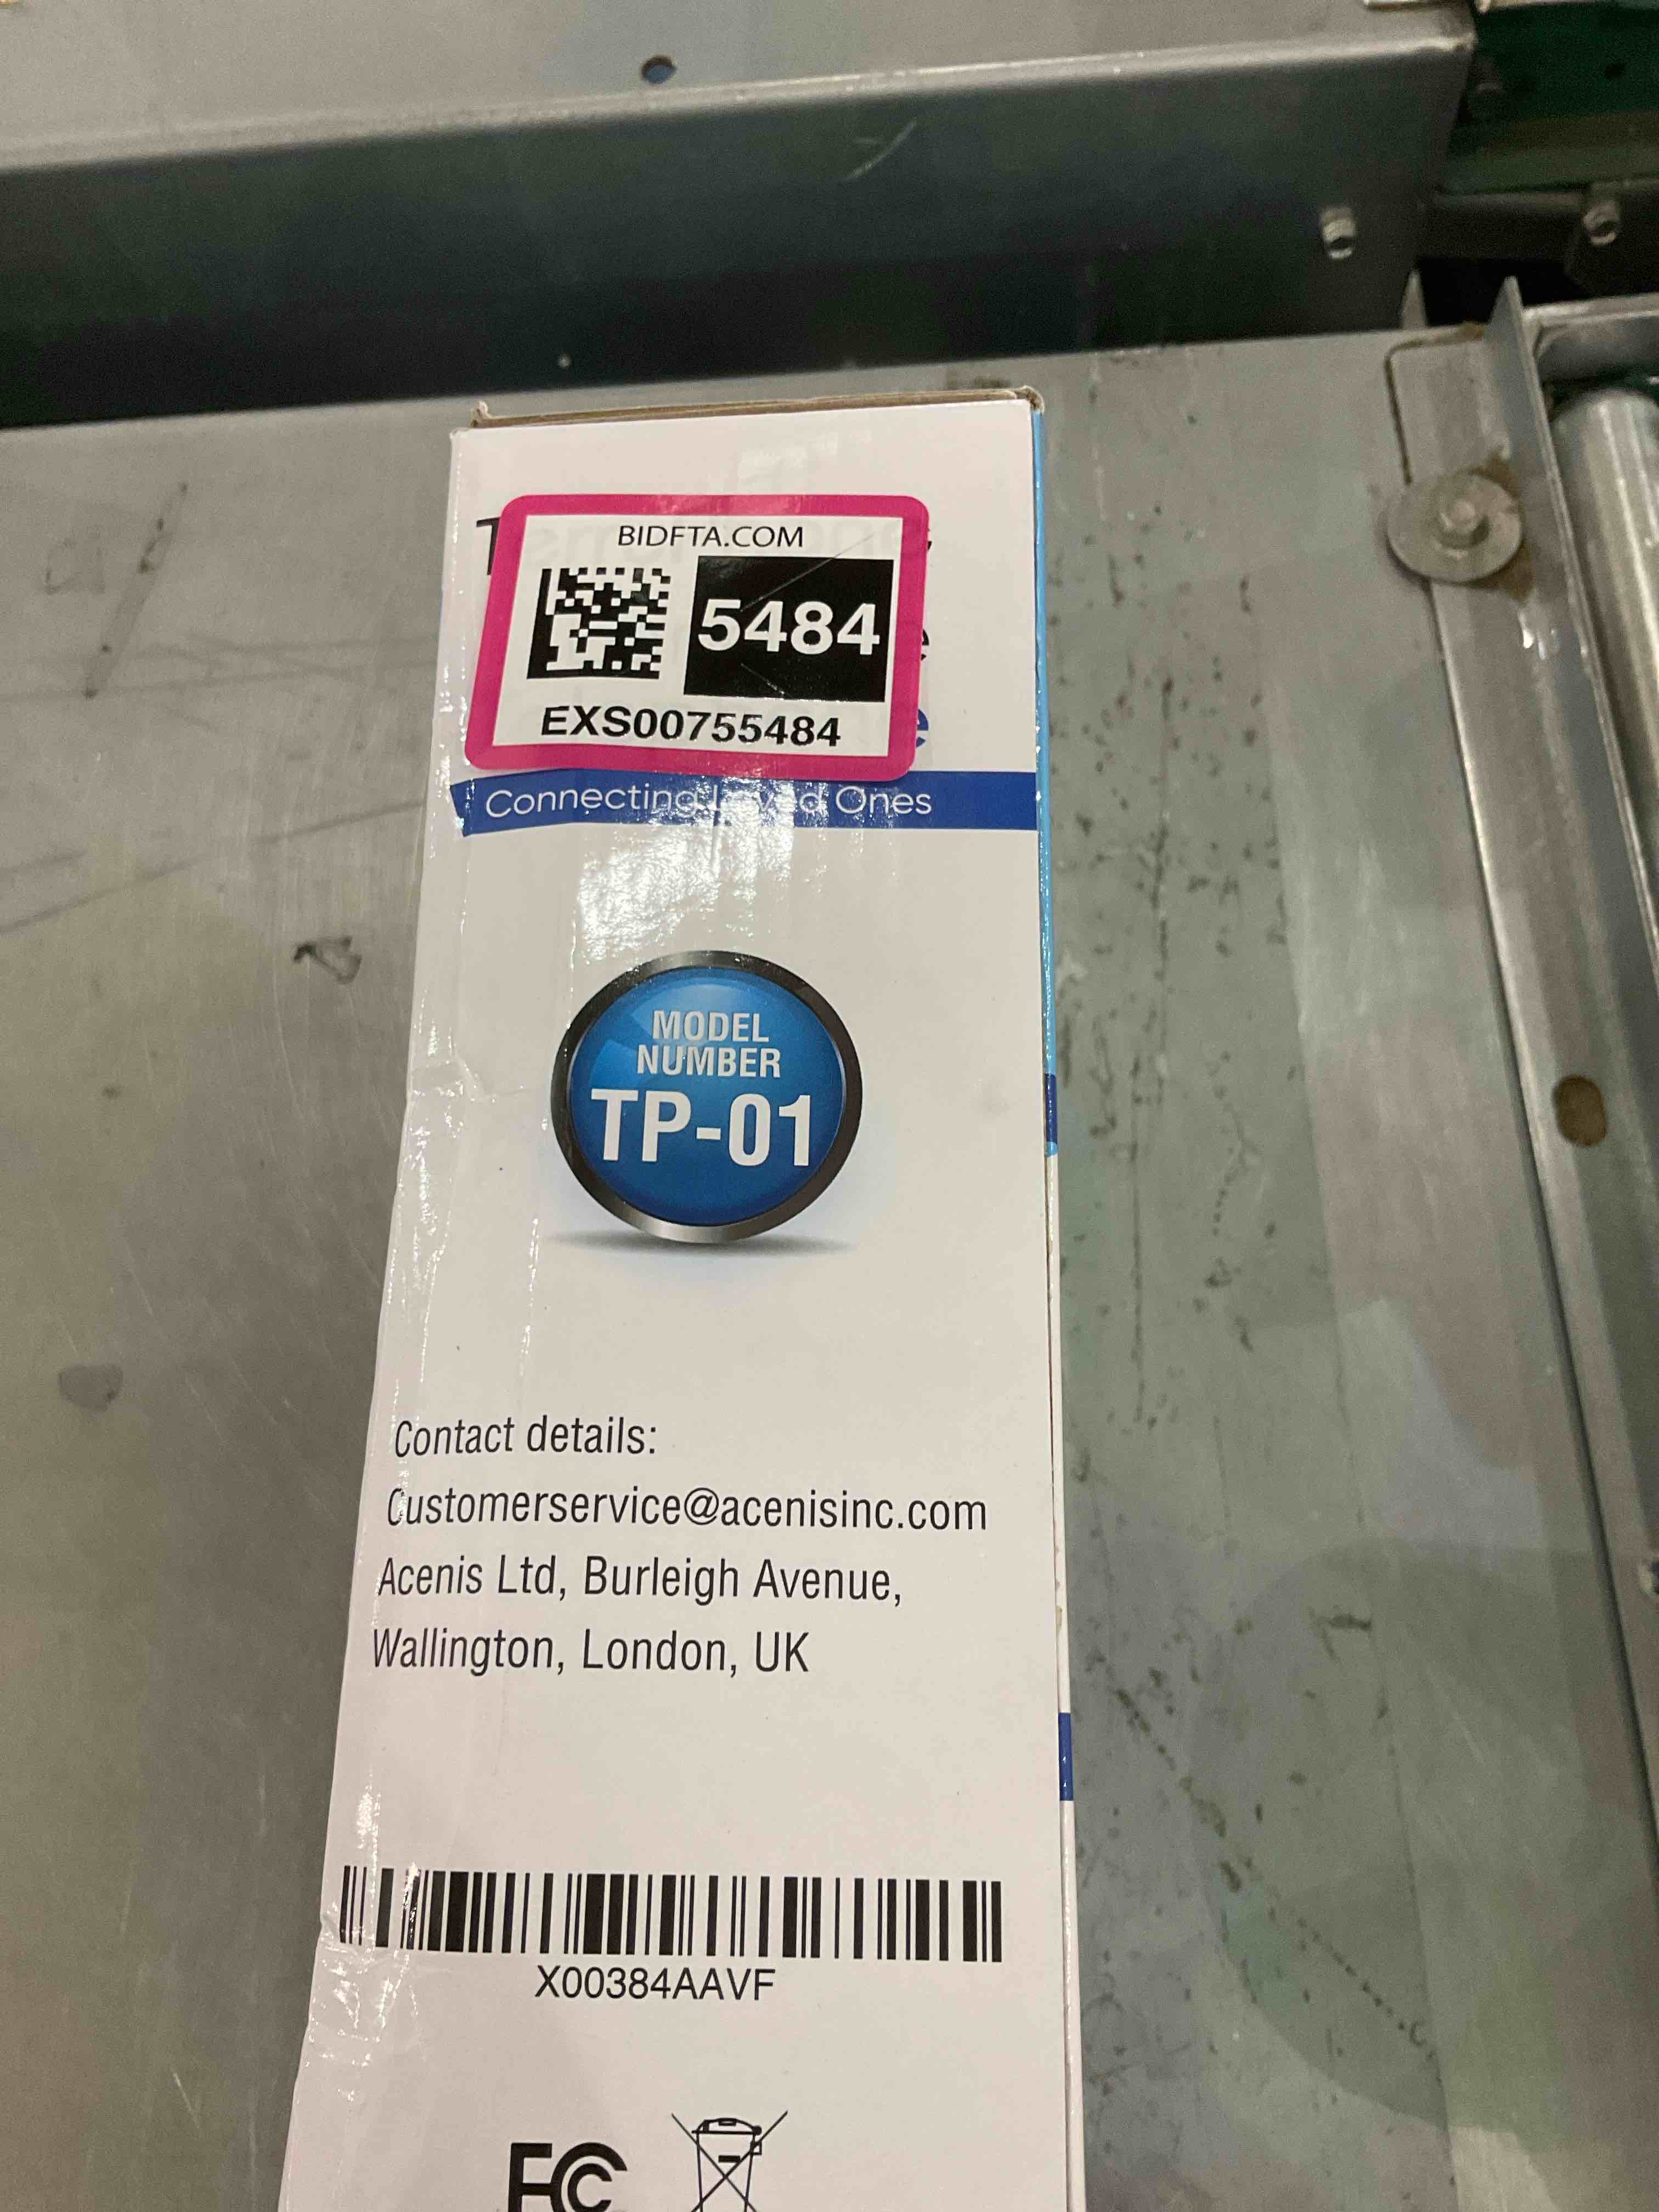 BIDFTA.COM
5484
EXS00755484
Connecting Loved Ones
MODEL
NUMBER
TP-01
Contact details:
Customerservice@acenisinc.com
Acenis Ltd, Burleigh Avenue,
Wallington, London, UK
X00384AAVF
FC